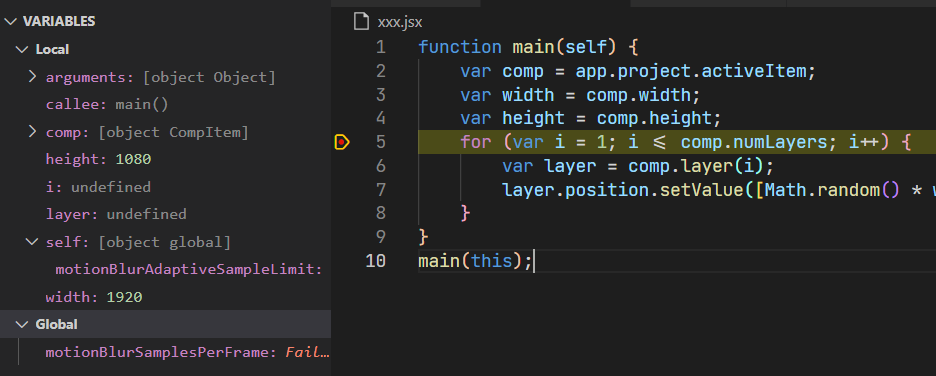 VARIABLES
Local
arguments: [object Object]
callee: main()
comp: [object CompItem]
height: 1080
i: undefined
layer: undefined
self: [object global]
motionBlurAdaptiveSampleLimit:
width: 1920
Global
motionBlurSamplesPerFrame: Fail…
xxx.jsx
1 function main(self) {
2 var comp = app.project.activeItem;
3 var width = comp.width;
4 var height = comp.height;
5 for (var i = 1; i <= comp.numLayers; i++) {
6 var layer = comp.layer(i);
7 layer.position.setValue([Math.random() * w
8 }
9 }
10 main(this);